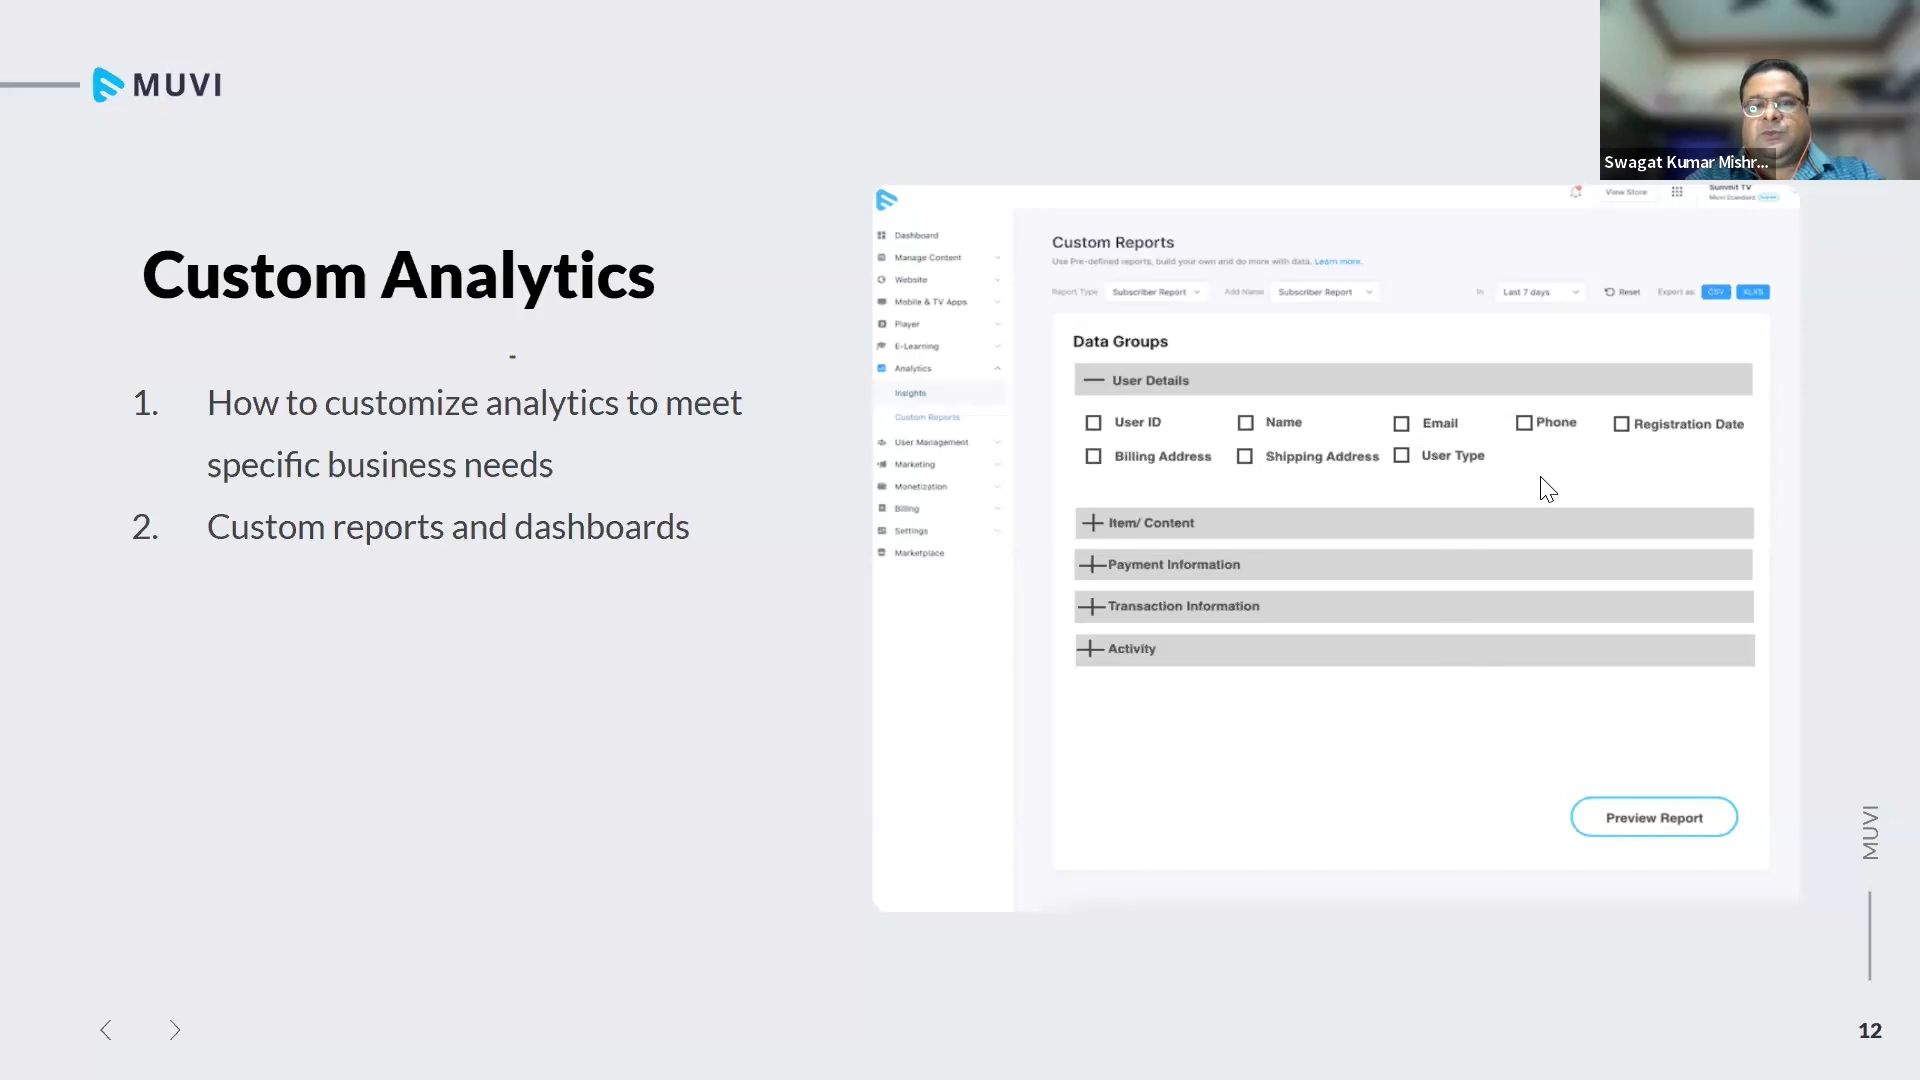 MUVI
Swagat Kumar Mishr...
Custom Analytics
-
1. How to customize analytics to meet
specific business needs
2. Custom reports and dashboards
View Store
Summit TV
Muvi Standard
Dashboard
Manage Content
Website
Mobile & TV Apps
Player
E-Learning
Analytics
Insights
Custom Reports
User Management
Marketing
Monetization
Billing
Settings
Marketplace
Custom Reports
Use Pre-defined reports, build your own and do more with data. Learn more.
Report Type Subscriber Report Add Name Subscriber Report In Last 7 days Reset Export as: CSV XLXS
Data Groups
User Details
User ID Name Email Phone Registration Date
Billing Address Shipping Address User Type
Item/ Content
Payment Information
Transaction Information
Activity
Preview Report
MUVI
12